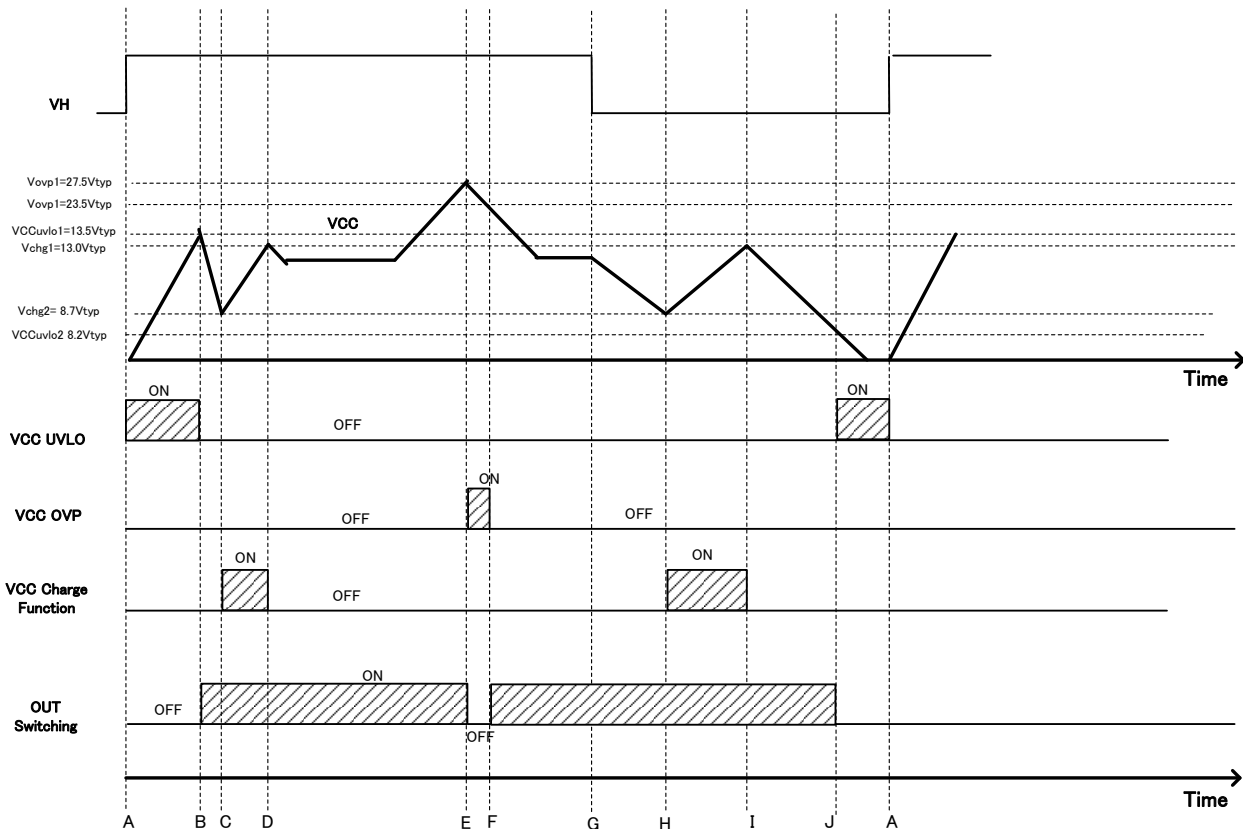 VH
Vovp1=27.5Vtyp
Vovp1=23.5Vtyp
VCCuvlo1=13.5Vtyp
Vchg1=13.0Vtyp
VCC
Vchg2= 8.7Vtyp
VCCuvlo2 8.2Vtyp
Time
ON
ON
VCC UVLO
OFF
ON
VCC OVP
OFF
OFF
ON
ON
VCC Charge
Function
OFF
ON
OUT
Switching
OFF
OFF
Time
A B C D E F G H I J A